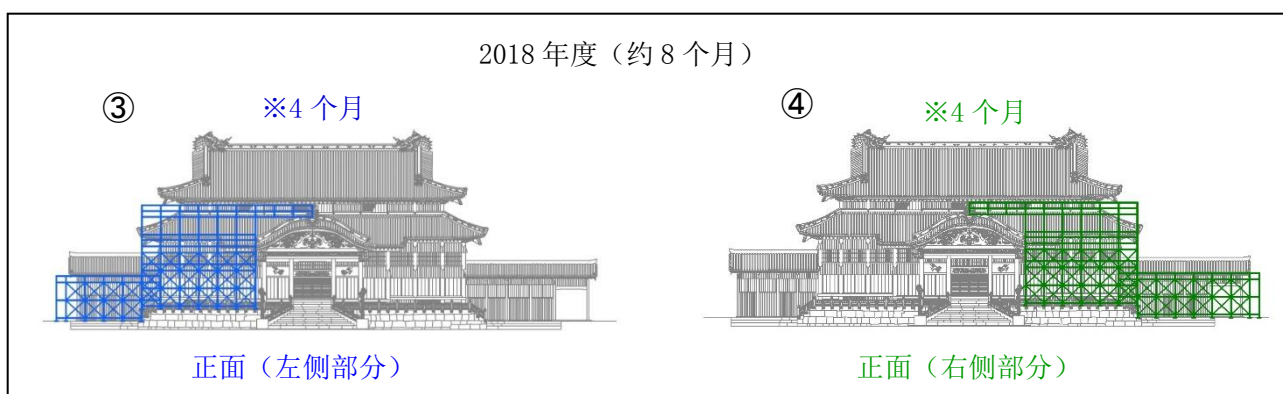 2018 年度（约 8 个月）
③ ※4 个月
④ ※4 个月
正面（左侧部分）
正面（右侧部分）